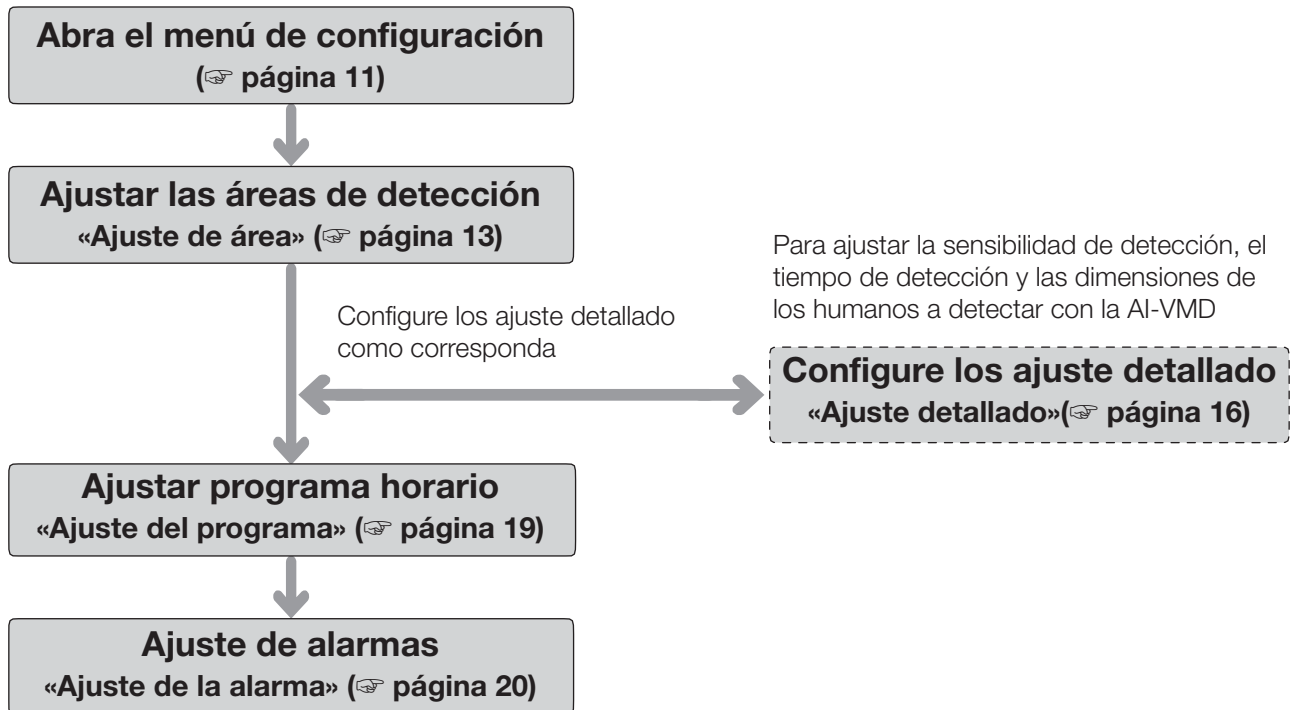 Abra el menú de configuración
(☞ página 11)
Ajustar las áreas de detección
«Ajuste de área» (☞ página 13)
Configure los ajuste detallado
como corresponda
Para ajustar la sensibilidad de detección, el
tiempo de detección y las dimensiones de
los humanos a detectar con la AI-VMD
Configure los ajuste detallado
«Ajuste detallado»(☞ página 16)
Ajustar programa horario
«Ajuste del programa» (☞ página 19)
Ajuste de alarmas
«Ajuste de la alarma» (☞ página 20)